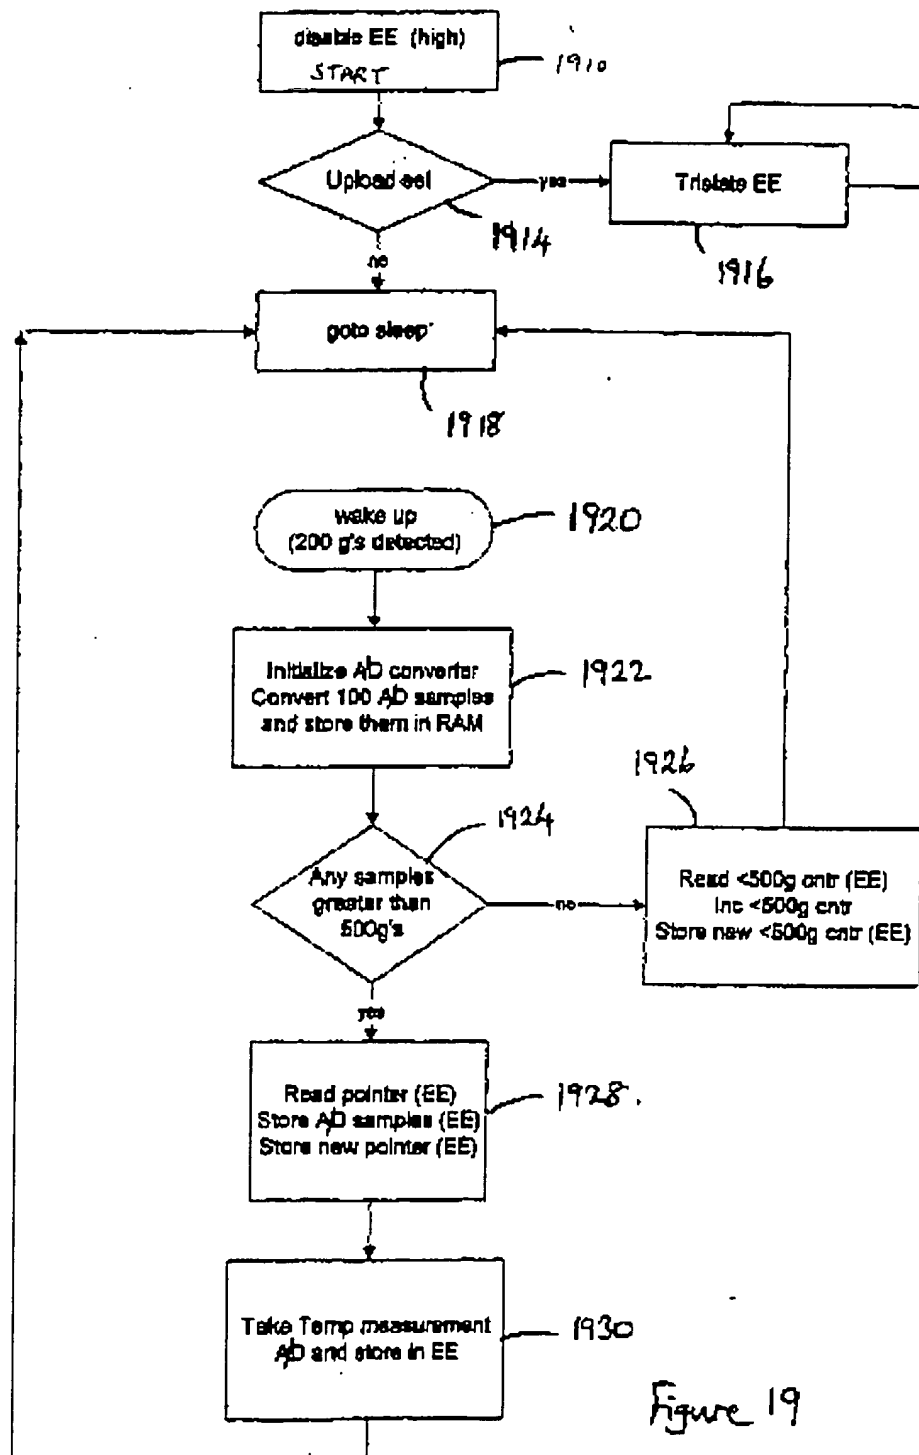 disable EE (high)
START
1910
Upload set
yes
Tristate EE
1914
1916
no
goto sleep
1918
wake up
(200 g's detected)
1920
Initialize A/D converter
Convert 100 A/D samples
and store them in RAM
1922
1924
1926
Any samples
greater than
500g's
no
Read <500g cntr (EE)
Inc <500g cntr
Store new <500g cntr (EE)
yes
Read pointer (EE)
Store A/D samples (EE)
Store new pointer (EE)
1928.
Take Temp measurement
A/D and store in EE
1930
Figure 19